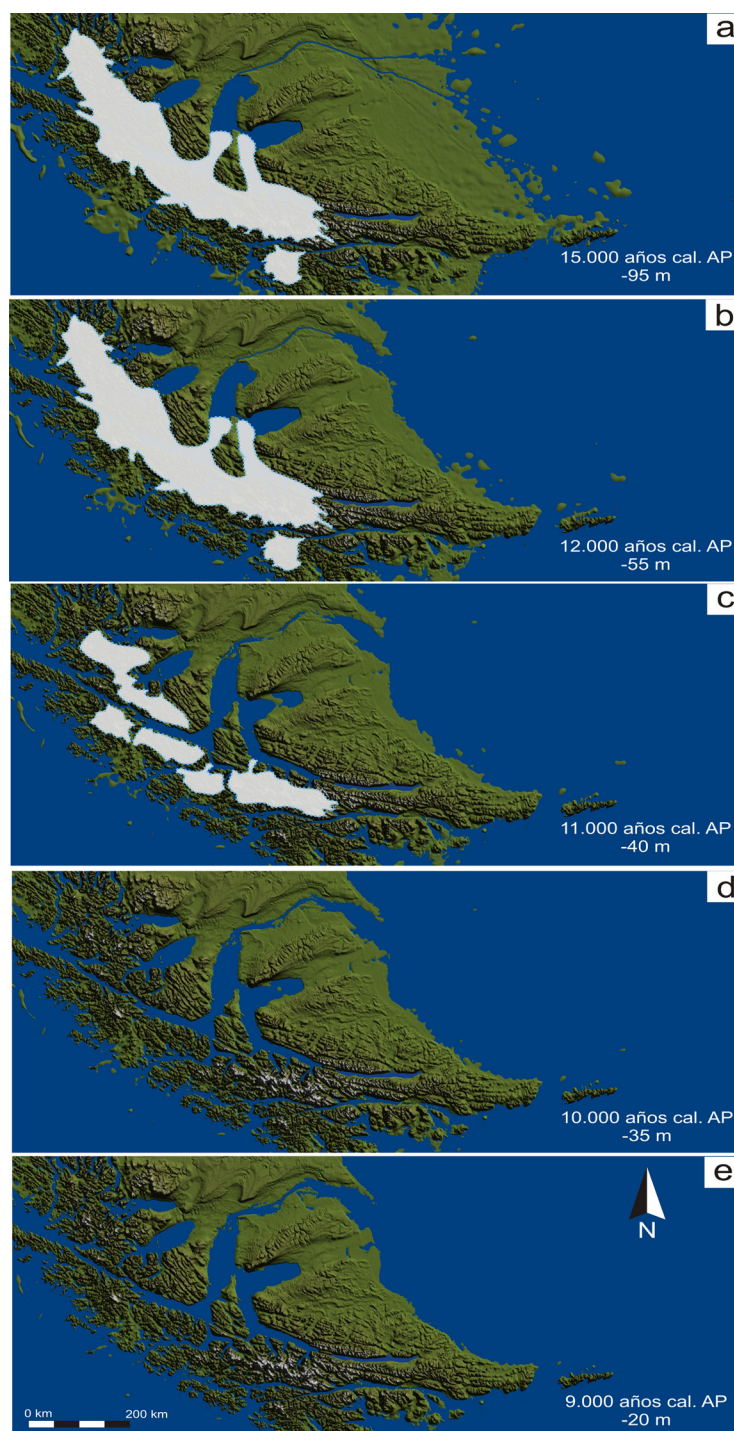 a
15.000 años cal. AP
-95 m
b
12.000 años cal. AP
-55 m
c
11.000 años cal. AP
-40 m
d
10.000 años cal. AP
-35 m
e
N
9.000 años cal. AP
-20 m
0 km 200 km